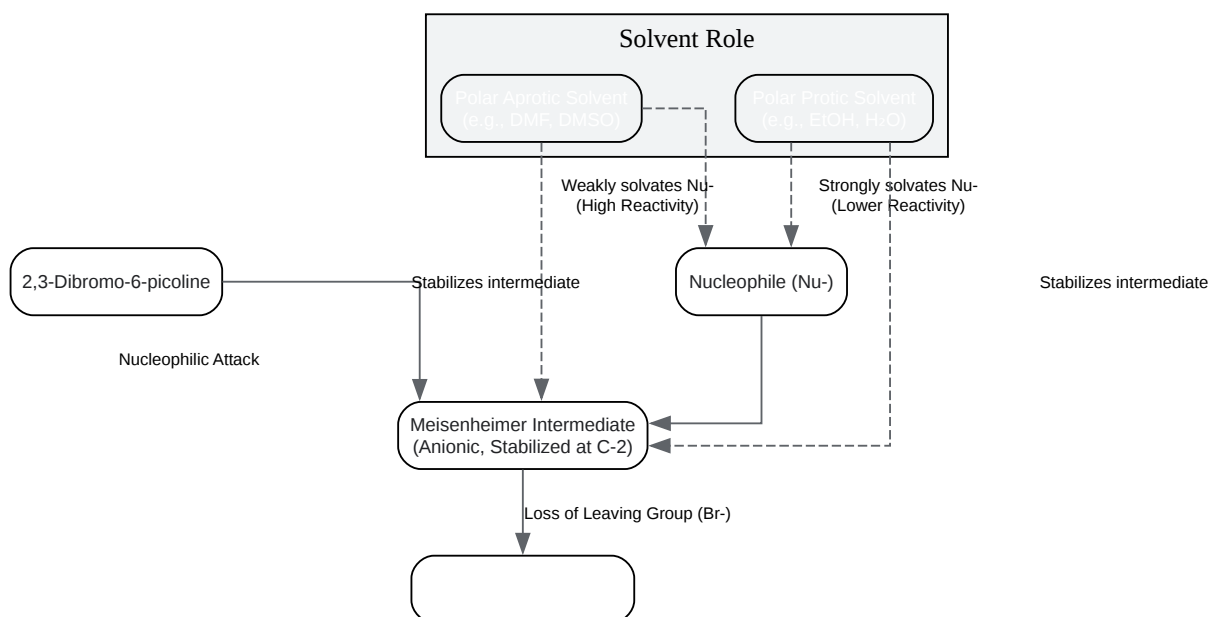 Solvent Role
Polar Aprotic Solvent
(e.g., DMF, DMSO)
Polar Protic Solvent
(e.g., EtOH, H₂O)
Weakly solvates Nu-
(High Reactivity)
Strongly solvates Nu-
(Lower Reactivity)
2,3-Dibromo-6-picoline
Stabilizes intermediate
Nucleophile (Nu-)
Stabilizes intermediate
Nucleophilic Attack
Meisenheimer Intermediate
(Anionic, Stabilized at C-2)
Loss of Leaving Group (Br-)